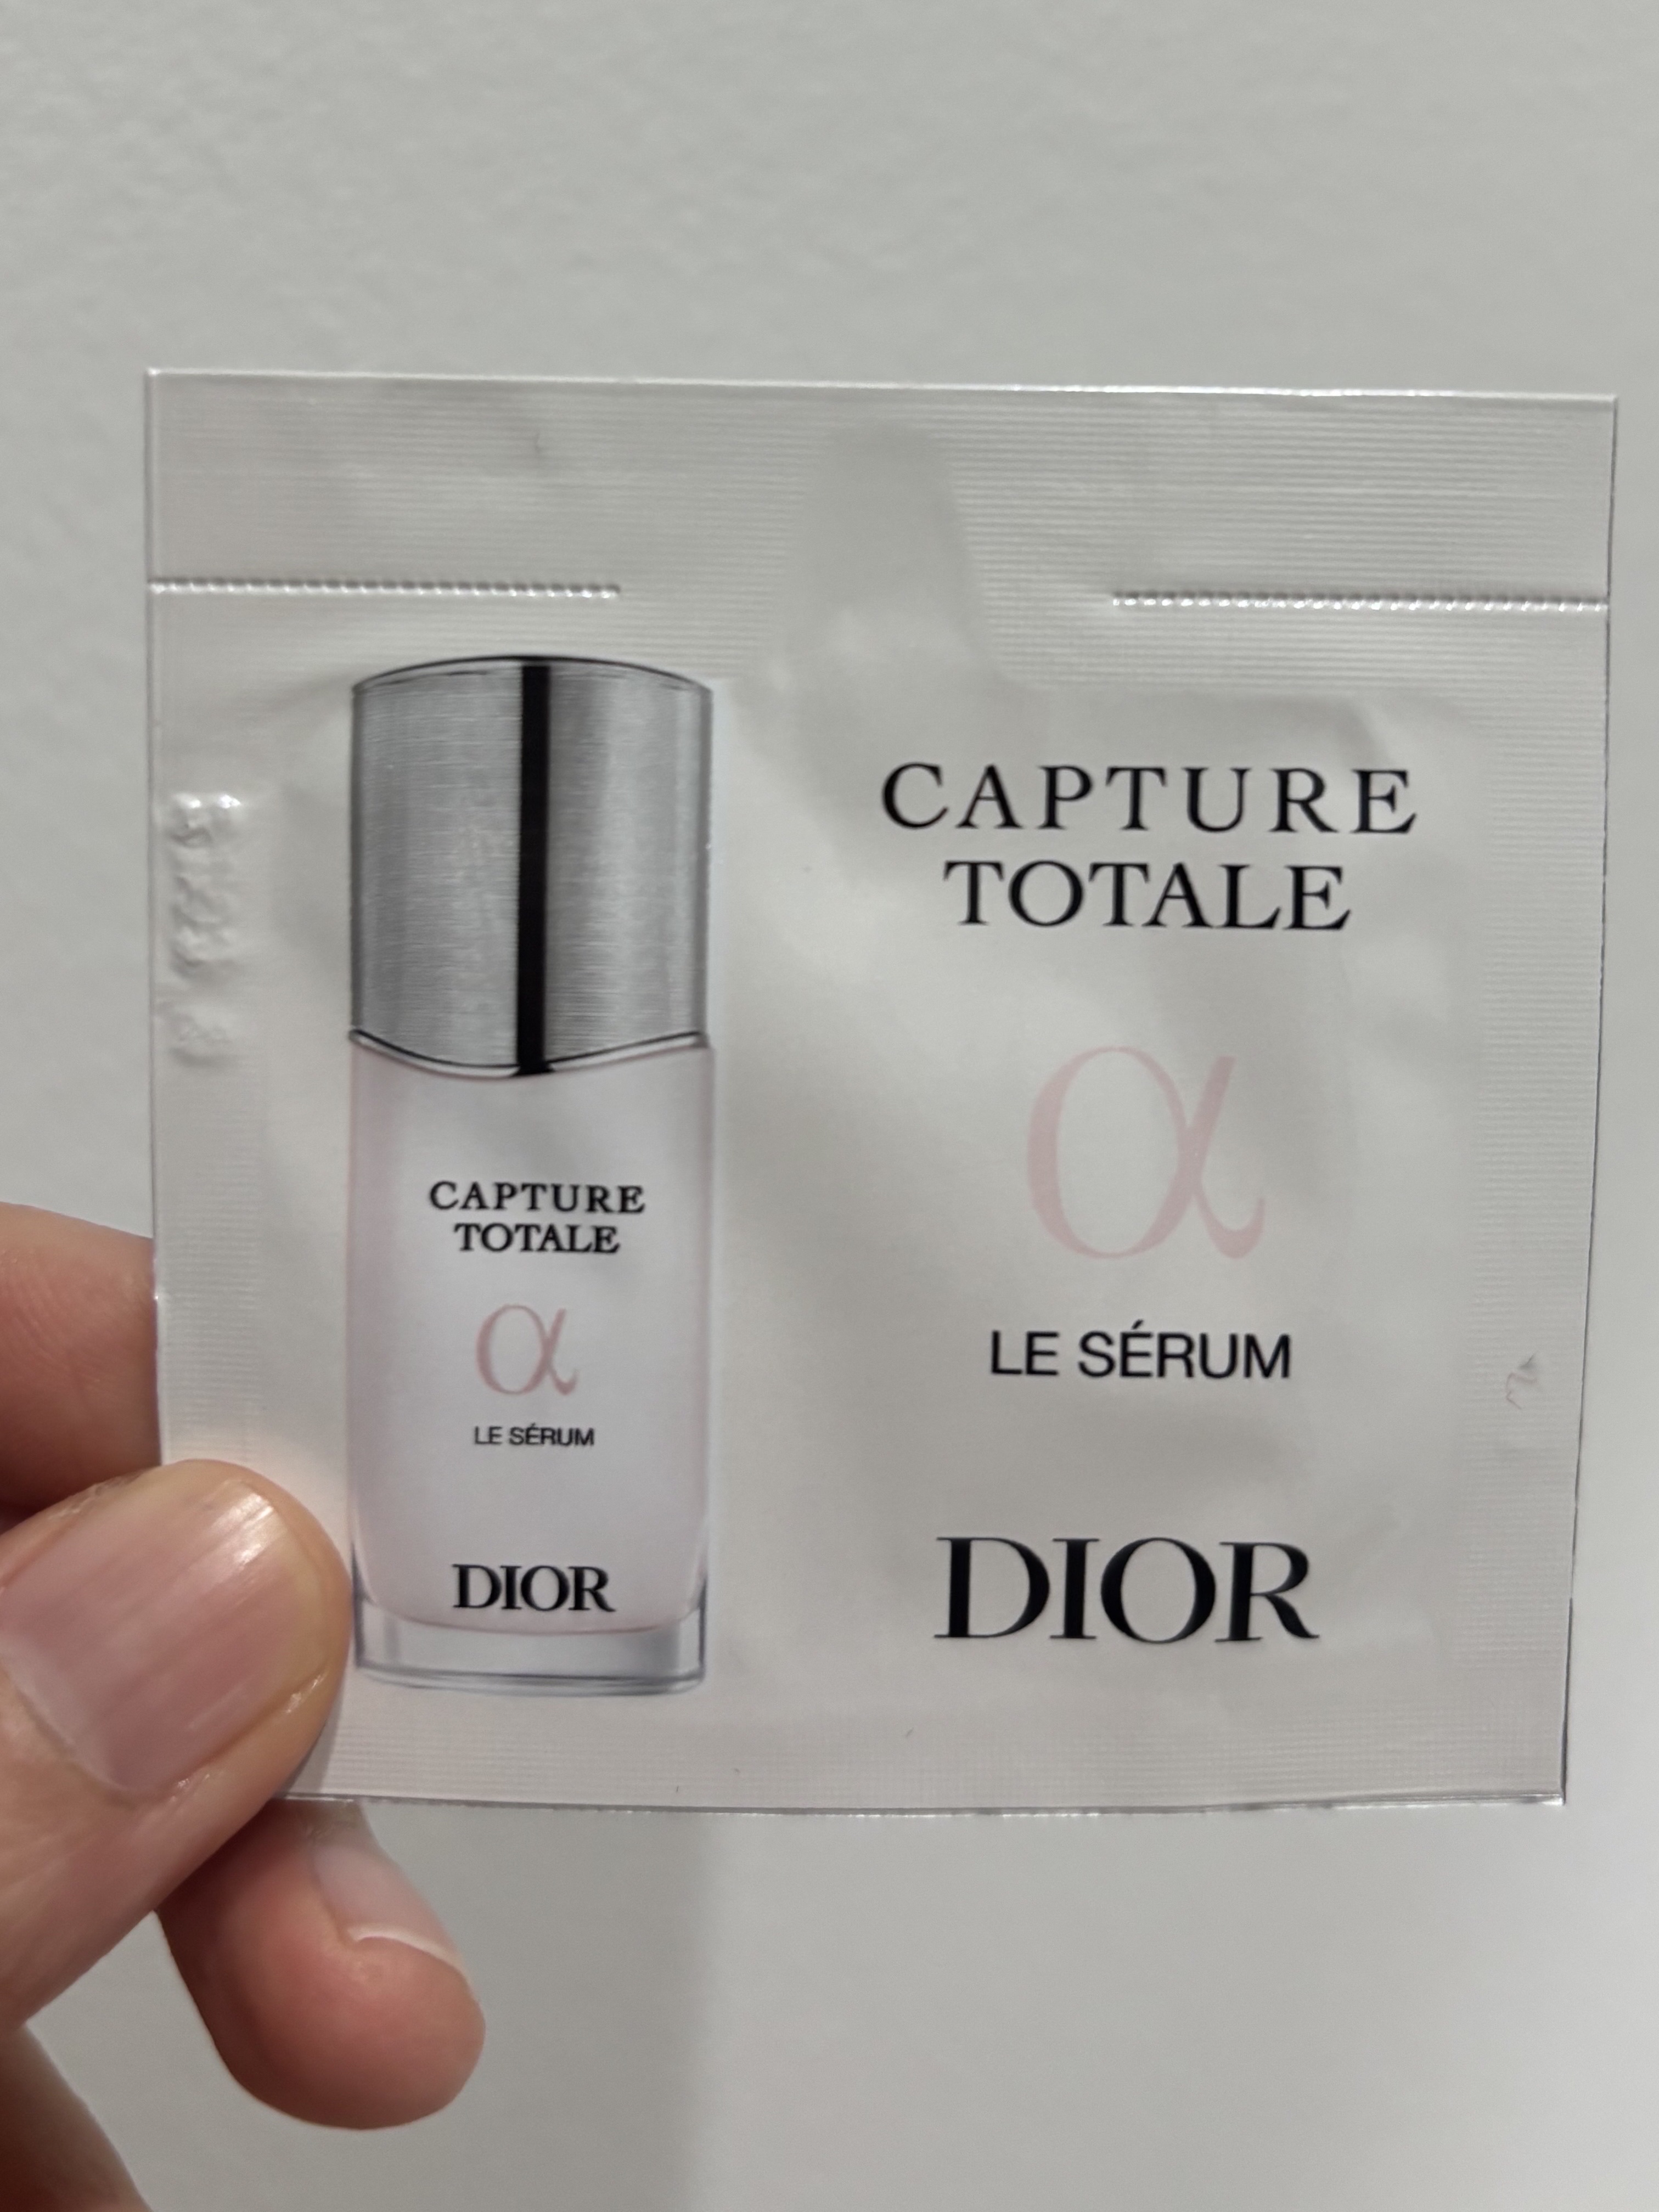 CAPTURE
TOTALE
α
LE SÉRUM
DIOR
CAPTURE
TOTALE
α
LE SÉRUM
DIOR